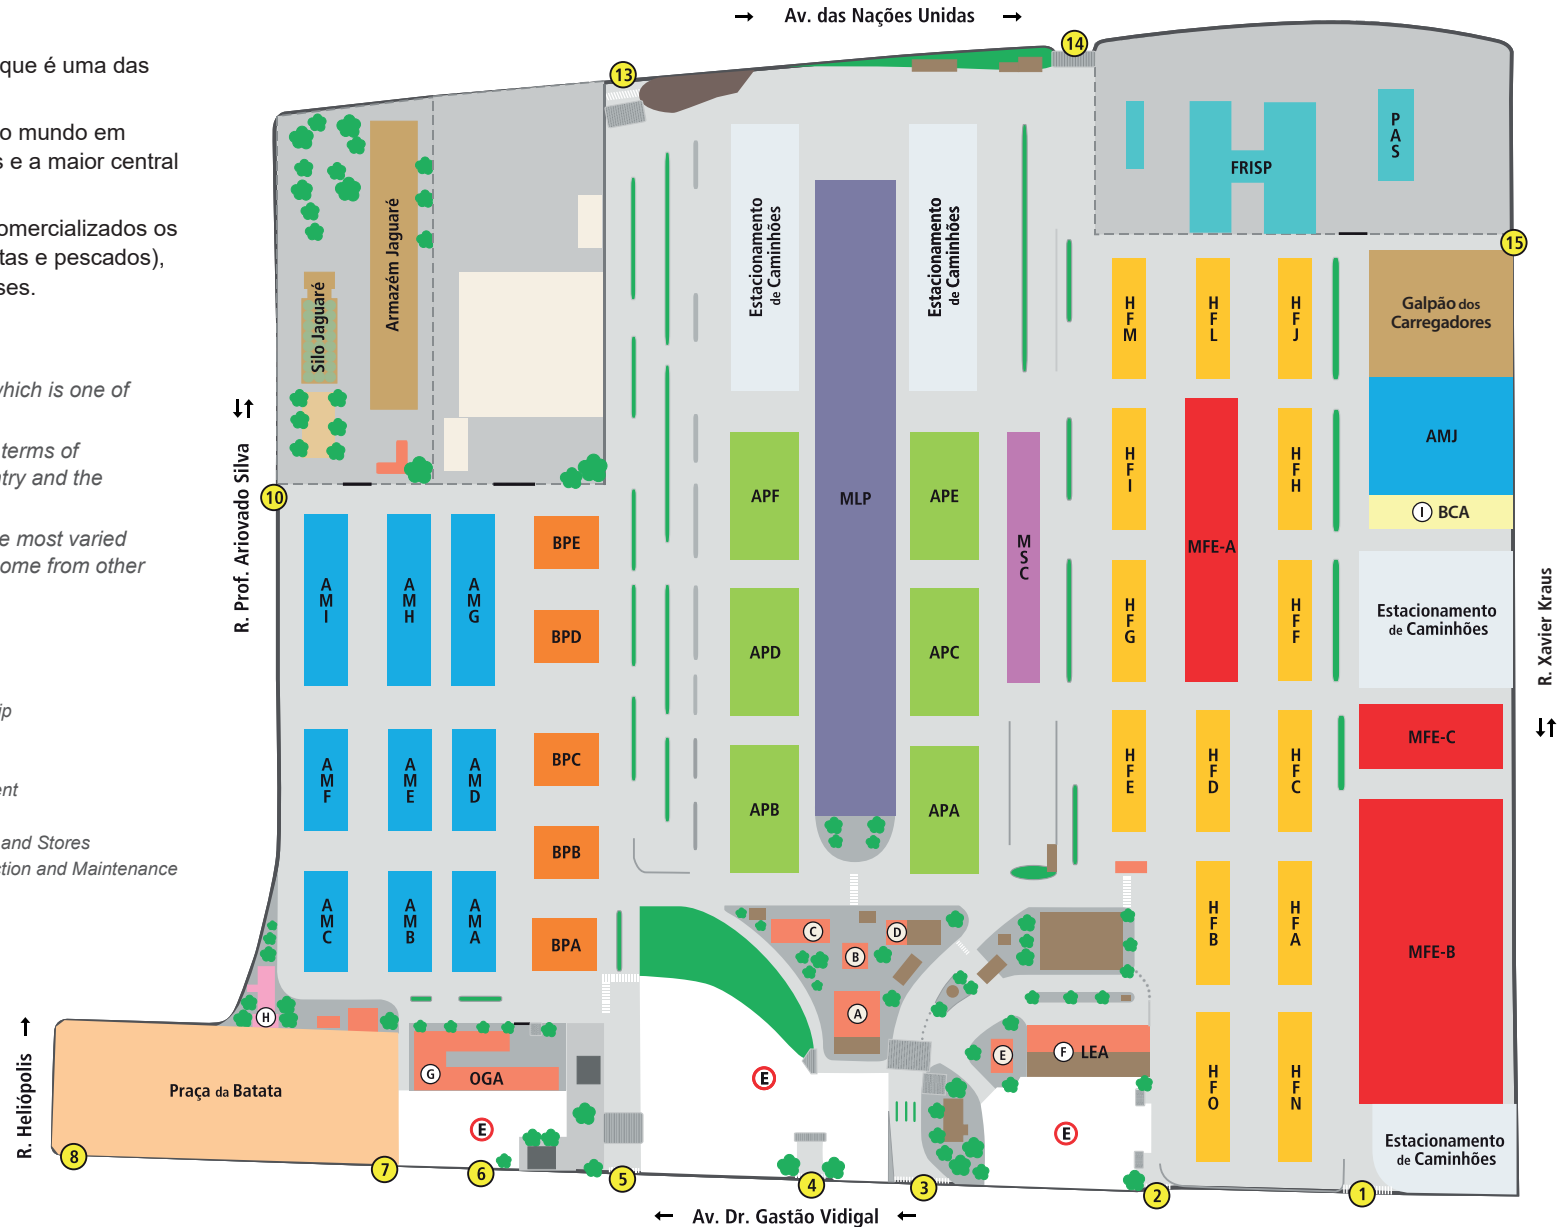 que é uma das
o mundo em
s e a maior central
omercializados os
tas e pescados),
ses.
which is one of
terms of
ntry and the
e most varied
ome from other
ip
ent
and Stores
ction and Maintenance
Av. das Nações Unidas
14
13
PAS
FRISP
15
Armazém Jaguaré
Silo Jaguaré
Estacionamento
de Caminhões
Estacionamento
de Caminhões
HFM
HFL
HFJ
Galpão dos
Carregadores
AMJ
I BCA
R. Prof. Ariovado Silva
10
APF
MLP
APE
MSC
HFI
MFE-A
HFH
AMI
AMH
AMG
BPE
BPD
APD
APC
HFG
HFF
Estacionamento
de Caminhões
R. Xavier Kraus
MFE-C
AMF
AME
AMD
BPC
BPB
APB
APA
HFE
HFD
HFC
AMC
AMB
AMA
BPA
HFB
HFA
MFE-B
C
D
B
A
H
E
F LEA
G
OGA
HFO
HFN
Praça da Batata
E
E
E
Estacionamento
de Caminhões
R. Heliópolis
8
7
6
5
4
3
2
1
Av. Dr. Gastão Vidigal